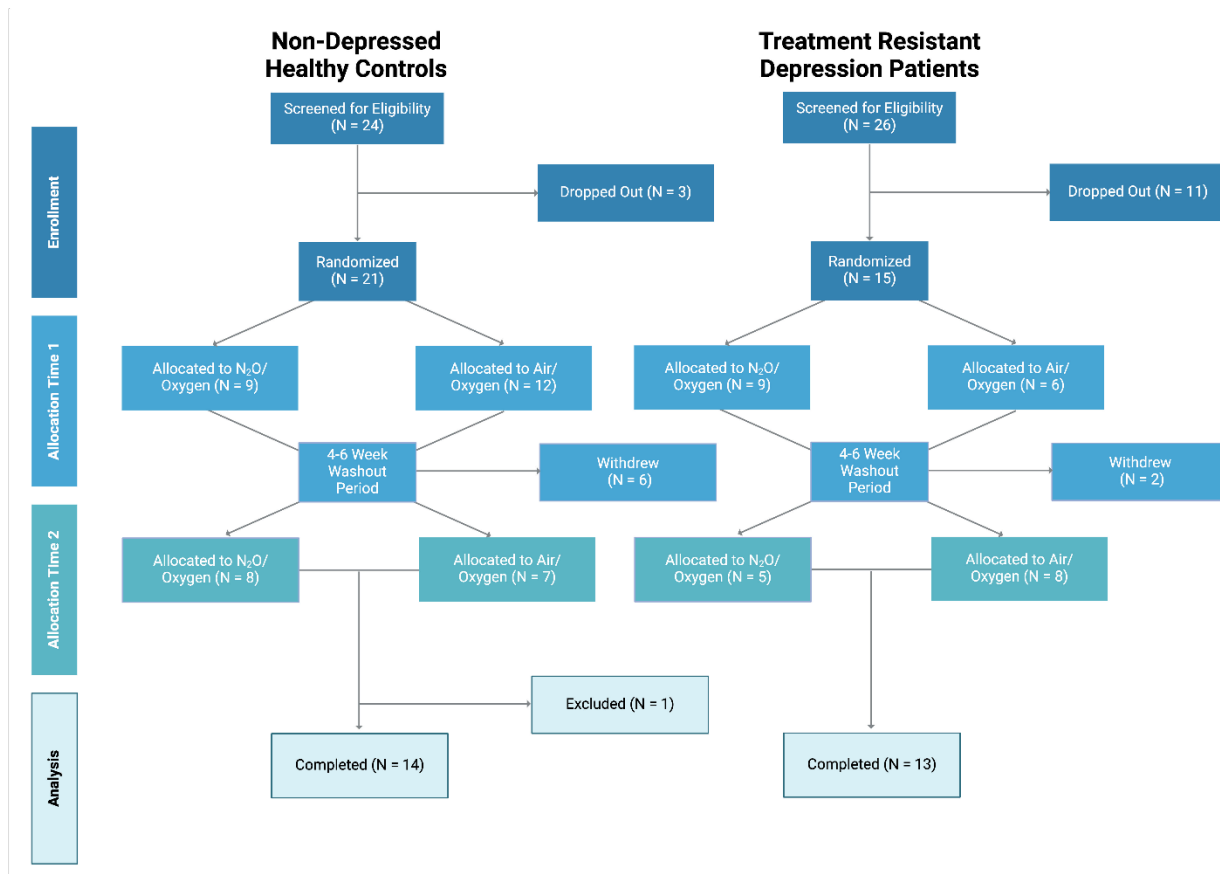 Non-Depressed
Healthy Controls
Treatment Resistant
Depression Patients
Enrollment
Screened for Eligibility
(N = 24)
Screened for Eligibility
(N = 26)
Dropped Out (N = 3)
Dropped Out (N = 11)
Randomized
(N = 21)
Randomized
(N = 15)
Allocation Time 1
Allocated to N₂O/
Oxygen (N = 9)
Allocated to Air/
Oxygen (N = 12)
Allocated to N₂O/
Oxygen (N = 9)
Allocated to Air/
Oxygen (N = 6)
4-6 Week
Washout
Period
Withdrew
(N = 6)
4-6 Week
Washout
Period
Withdrew
(N = 2)
Allocation TIme 2
Allocated to N₂O/
Oxygen (N = 8)
Allocated to Air/
Oxygen (N = 7)
Allocated to N₂O/
Oxygen (N = 5)
Allocated to Air/
Oxygen (N = 8)
Analysis
Excluded (N = 1)
Completed (N = 14)
Completed (N = 13)